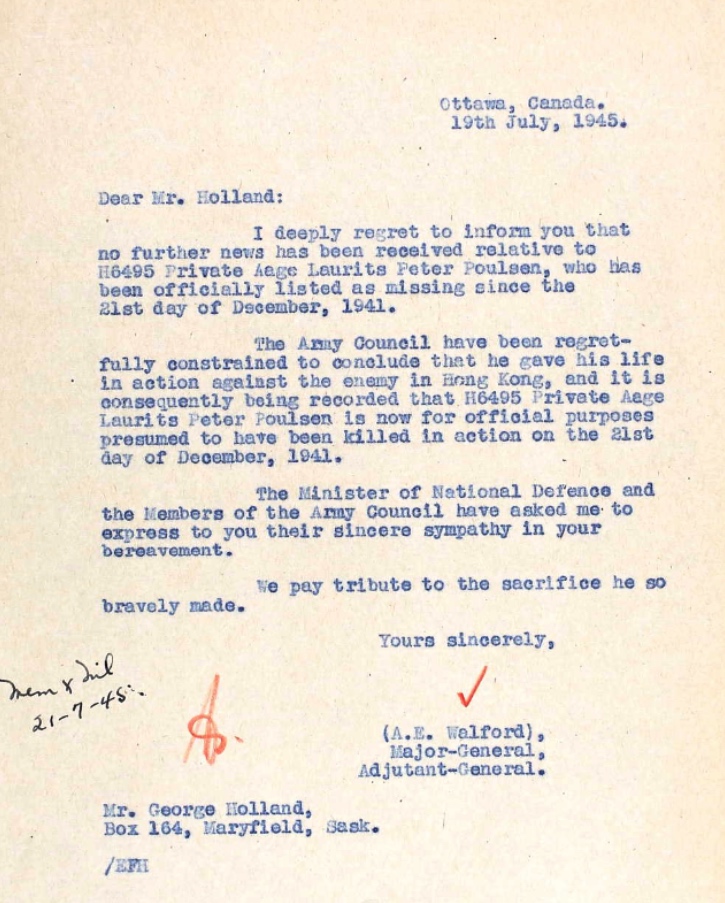 Ottawa, Canada.
19th July, 1945.
Dear Mr. Holland:
I deeply regret to inform you that
no further news has been received relative to
H6495 Private Aage Laurits Peter Poulsen, who has
been officially listed as missing since the
21st day of December, 1941.
The Army Council have been regret-
fully constrained to conclude that he gave his life
in action against the enemy in Hong Kong, and it is
consequently being recorded that H6495 Private Aage
Laurits Peter Poulsen is now for official purposes
presumed to have been killed in action on the 21st
day of December, 1941.
The Minister of National Defence and
the Members of the Army Council have asked me to
express to you their sincere sympathy in your
bereavement.
We pay tribute to the sacrifice he so
bravely made.
Yours sincerely,
(A.E. Walford),
Major-General,
Adjutant-General.
21-7-45.
Mr. George Holland,
Box 164, Maryfield, Sask.
/EFH